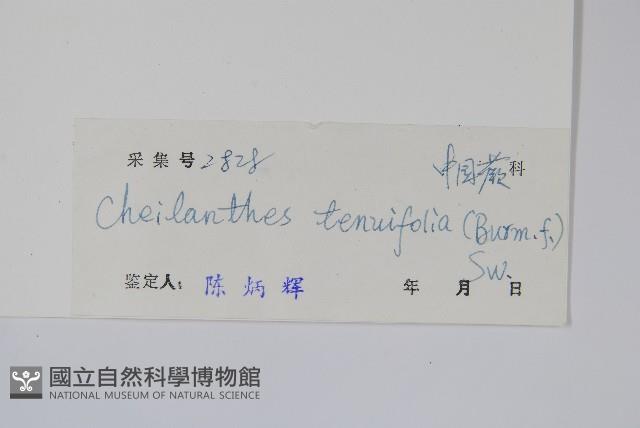 采集号 2828
中国蕨科
Cheilanthes tenuifolia (Burm.f.)
Sw.
鉴定人: 陈炳辉 年 月 日
國立自然科學博物館
NATIONAL MUSEUM OF NATURAL SCIENCE